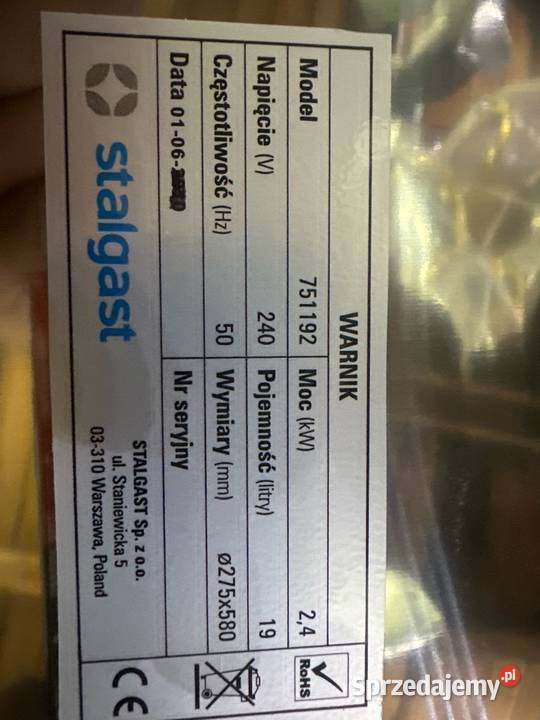 WARNIK
Model 751192 Moc (kW) 2,4
Napięcie (V) 240 Pojemność (litry) 19
Częstotliwość (Hz) 50 Wymiary (mm) ø275x580
Data 01-06- Nr seryjny
RoHS
CE
stalgast
STALGAST Sp. z o.o.
ul. Staniewicka 5
03-310 Warszawa, Poland
Sprzedajemy.pl